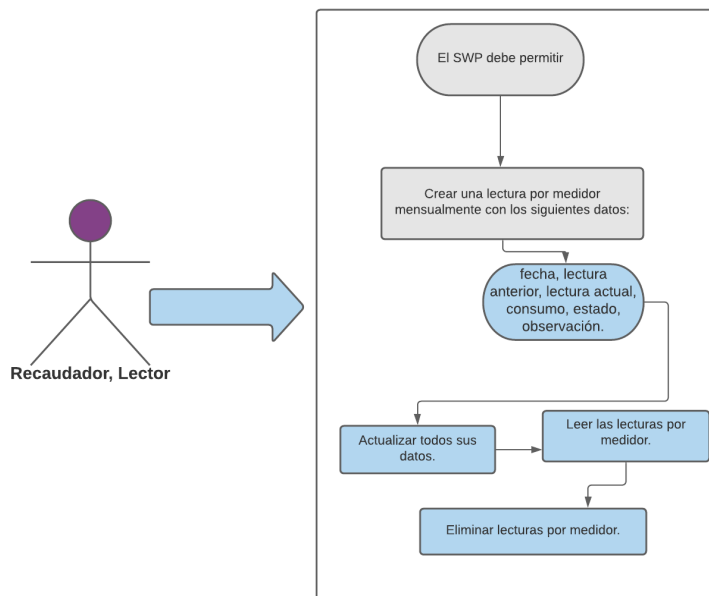 El SWP debe permitir
Crear una lectura por medidor
mensualmente con los siguientes datos:
fecha, lectura
anterior, lectura actual,
consumo, estado,
observación.
Recaudador, Lector
Actualizar todos sus
datos.
Leer las lecturas por
medidor.
Eliminar lecturas por medidor.